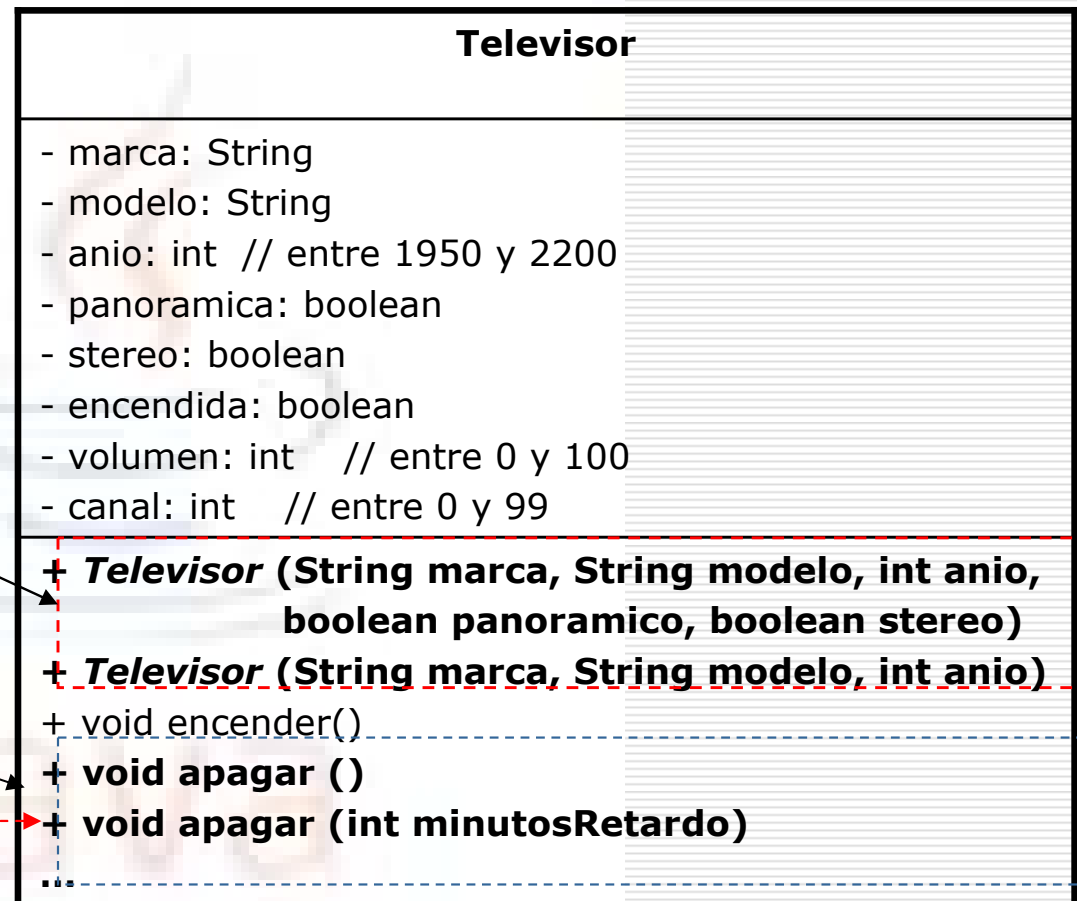 Televisor
- marca: String
- modelo: String
- anio: int // entre 1950 y 2200
- panoramica: boolean
- stereo: boolean
- encendida: boolean
- volumen: int // entre 0 y 100
- canal: int // entre 0 y 99
+ Televisor (String marca, String modelo, int anio,
boolean panoramico, boolean stereo)
+ Televisor (String marca, String modelo, int anio)
+ void encender()
+ void apagar ()
+ void apagar (int minutosRetardo)
...